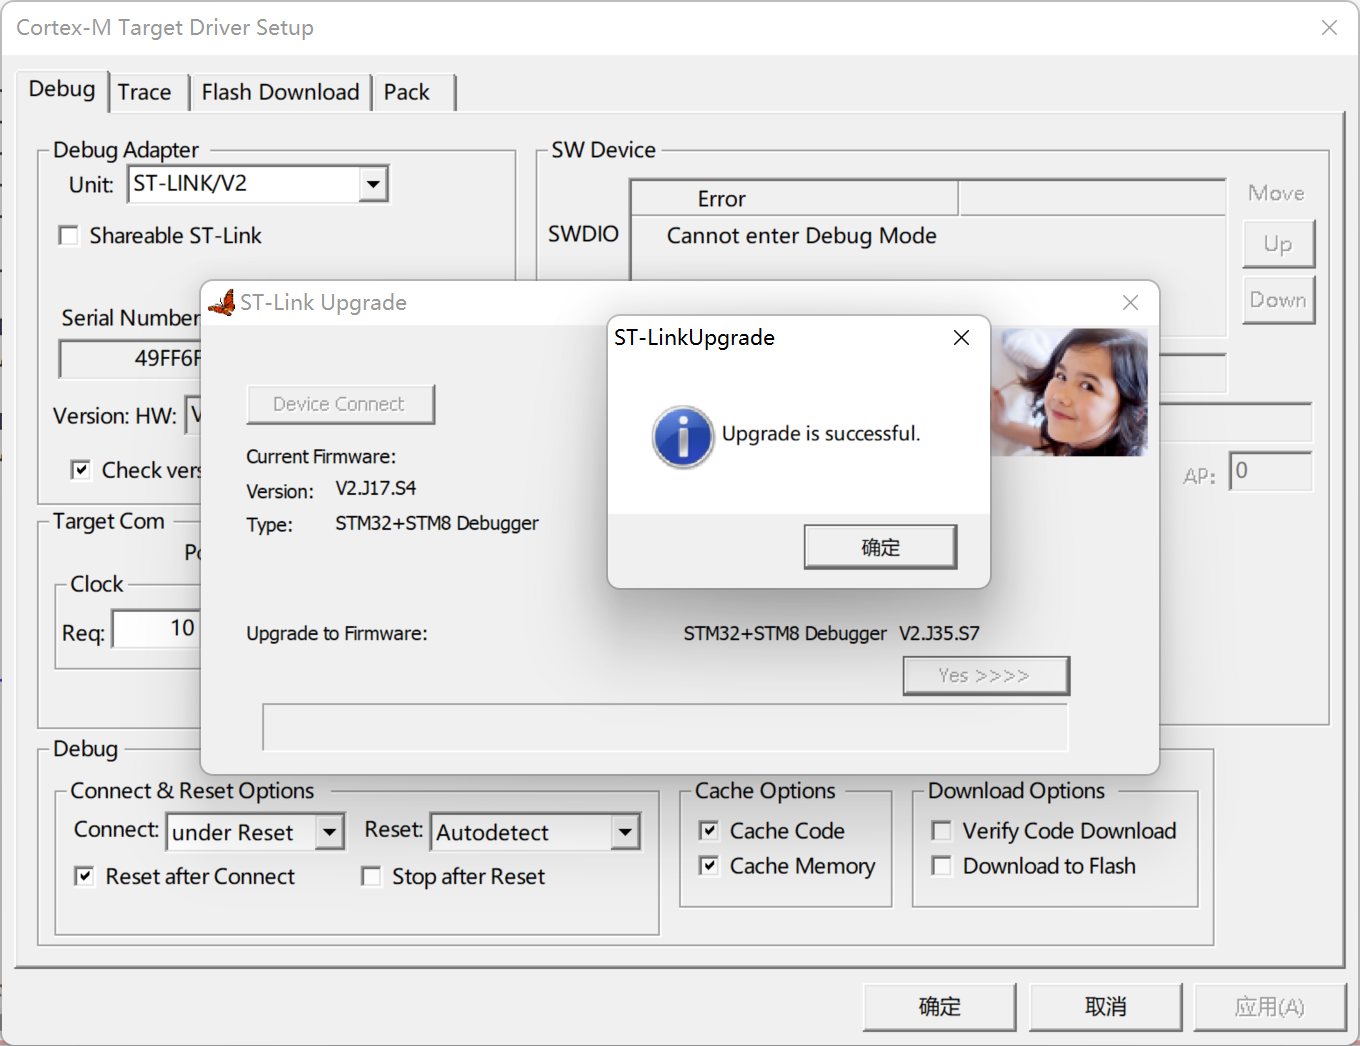 Cortex-M Target Driver Setup
Debug
Trace
Flash Download
Pack
Debug Adapter
Unit: ST-LINK/V2
Shareable ST-Link
Serial Number
49FF6F
Version: HW: V
Check vers
SW Device
Error
SWDIO
Cannot enter Debug Mode
Move
Up
Down
AP: 0
Target Com
Clock
Req: 10
ST-Link Upgrade
Device Connect
Current Firmware:
Version: V2.J17.S4
Type: STM32+STM8 Debugger
Upgrade to Firmware: STM32+STM8 Debugger V2.J35.S7
Yes >>>>
ST-LinkUpgrade
Upgrade is successful.
确定
Debug
Connect & Reset Options
Connect: under Reset
Reset: Autodetect
Reset after Connect
Stop after Reset
Cache Options
Cache Code
Cache Memory
Download Options
Verify Code Download
Download to Flash
确定
取消
应用(A)